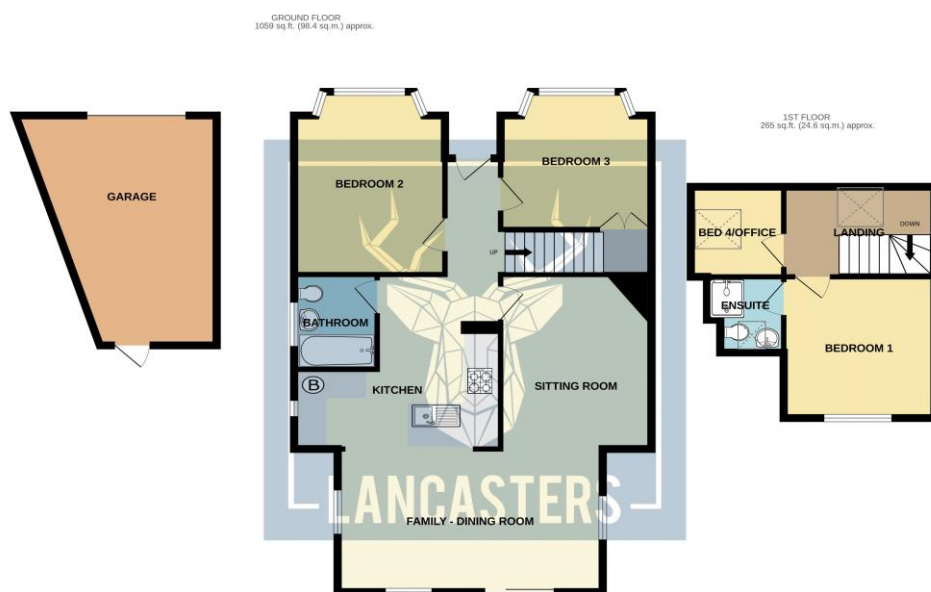 GROUND FLOOR
1059 sq.ft. (98.4 sq.m.) approx.
1ST FLOOR
265 sq.ft. (24.6 sq.m.) approx.
GARAGE
BEDROOM 2
BEDROOM 3
UP
BATHROOM
B
KITCHEN
SITTING ROOM
LANCASTERS
FAMILY - DINING ROOM
BED 4/OFFICE
LANDING
DOWN
ENSUITE
BEDROOM 1